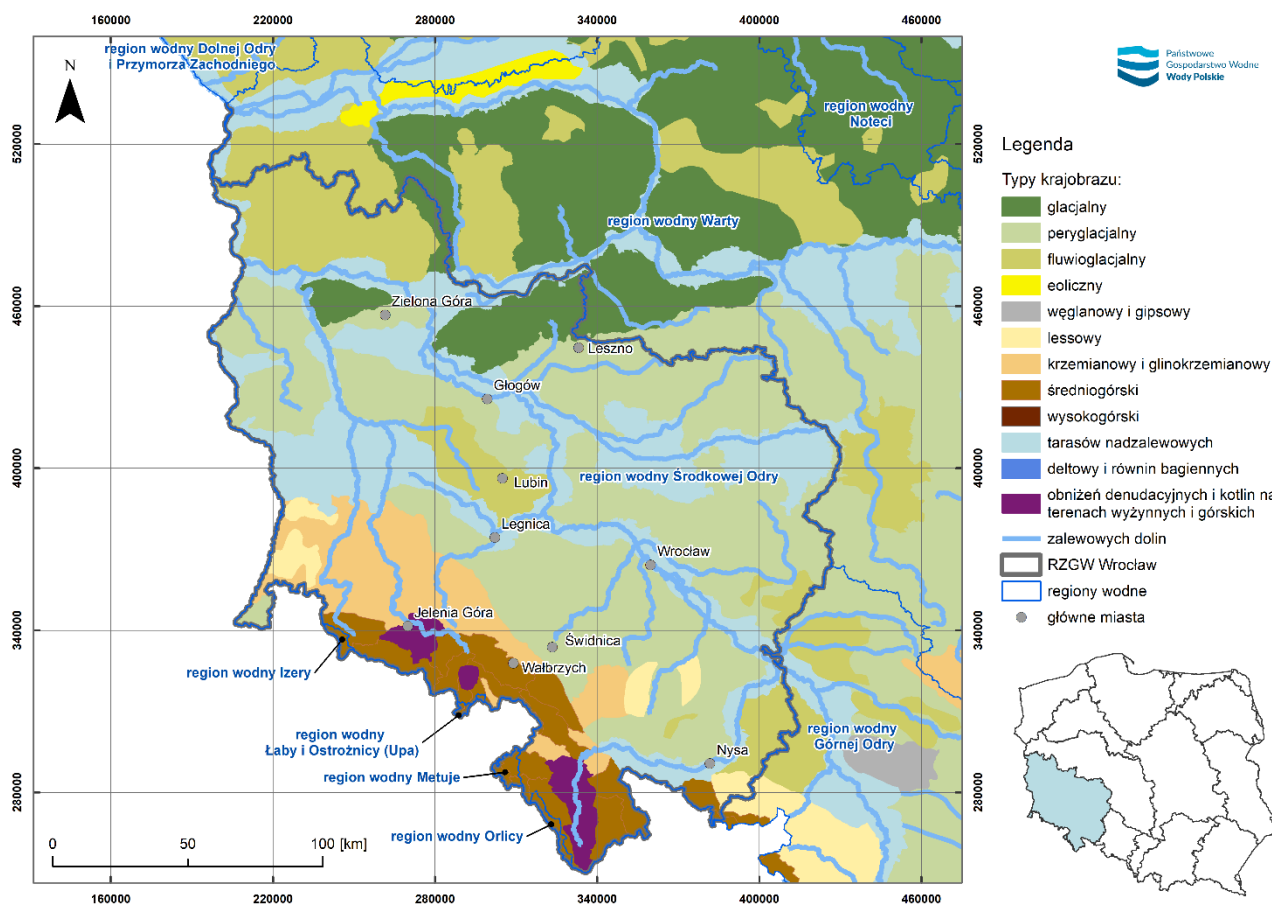 160000 220000 280000 340000 400000 460000
region wodny Dolnej Odry
i Przymorza Zachodniego
N
Państwowe
Gospodarstwo Wodne
Wody Polskie
region wodny
Noteci
520000 520000
region wodny Warty
Zielona Góra
460000 460000
Leszno
Głogów
400000 400000
region wodny Środkowej Odry
Lubin
Legnica
Wrocław
Jelenia Góra
340000 340000
Świdnica
Wałbrzych
region wodny Izery
region wodny
Łaby i Ostrożnicy (Upa)
region wodny
Górnej Odry
Nysa
region wodny Metuje
280000 280000
region wodny Orlicy
0 50 100 [km]
160000 220000 280000 340000 400000 460000
Legenda
Typy krajobrazu:
glacjalny
peryglacjalny
fluwioglacjalny
eoliczny
węglanowy i gipsowy
lessowy
krzemianowy i glinokrzemianowy
średniogórski
wysokogórski
tarasów nadzalewowych
deltowy i równin bagiennych
obniżeń denudacyjnych i kotlin na
terenach wyżynnych i górskich
zalewowych dolin
RZGW Wrocław
regiony wodne
główne miasta